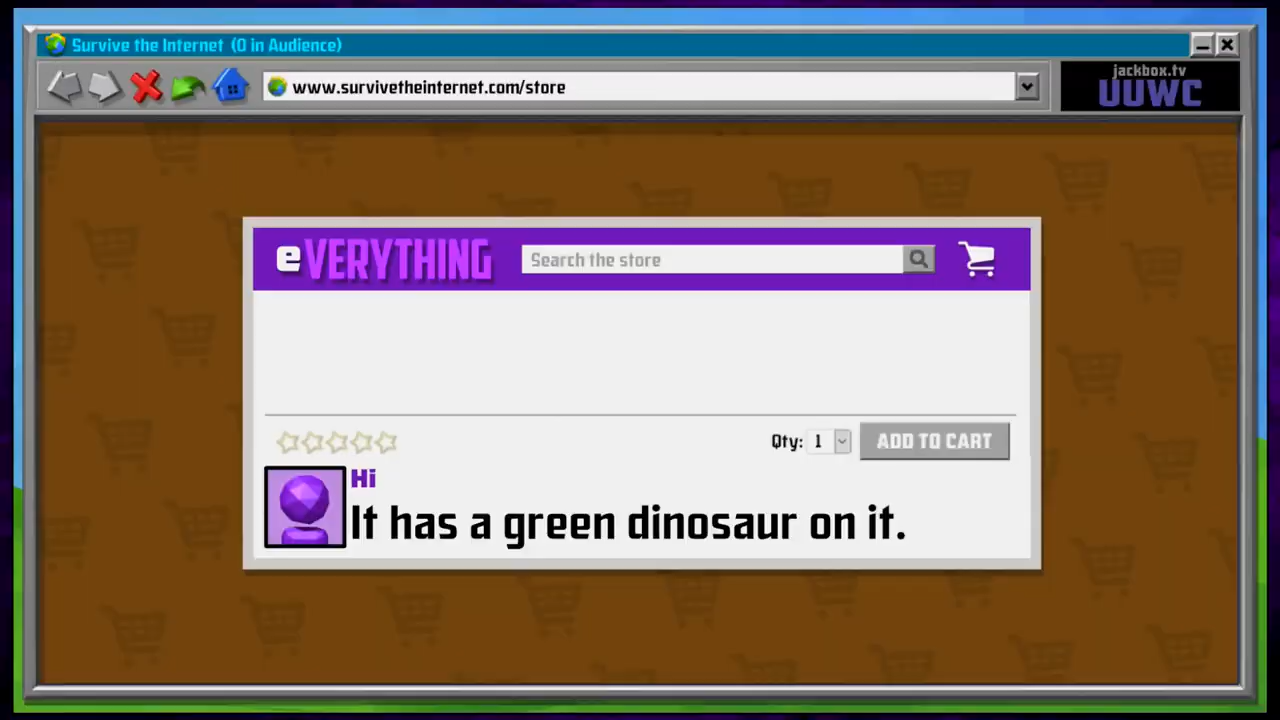 Survive the Internet (0 in Audience)
www.survivetheinternet.com/store
jackbox.tv
UUWC
eVERYTHING
Search the store
Qty: 1
ADD TO CART
Hi
It has a green dinosaur on it.